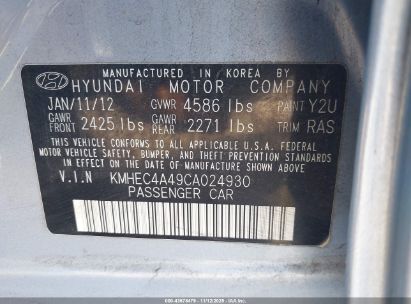 MANUFACTURED IN KOREA BY
HYUNDAI MOTOR COMPANY
JAN/11/12 GVWR 4586 lbs PAINT Y2U
GAWR FRONT 2425 lbs GAWR REAR 2271 lbs TRIM RAS
THIS VEHICLE CONFORMS TO ALL APPLICABLE U.S.A. FEDERAL
MOTOR VEHICLE SAFETY, BUMPER, AND THEFT PREVENTION
STANDARDS IN EFFECT ON THE DATE OF MANUFACTURE SHOWN ABOVE.
V.I.N KMHEC4A49CA024930
PASSENGER CAR